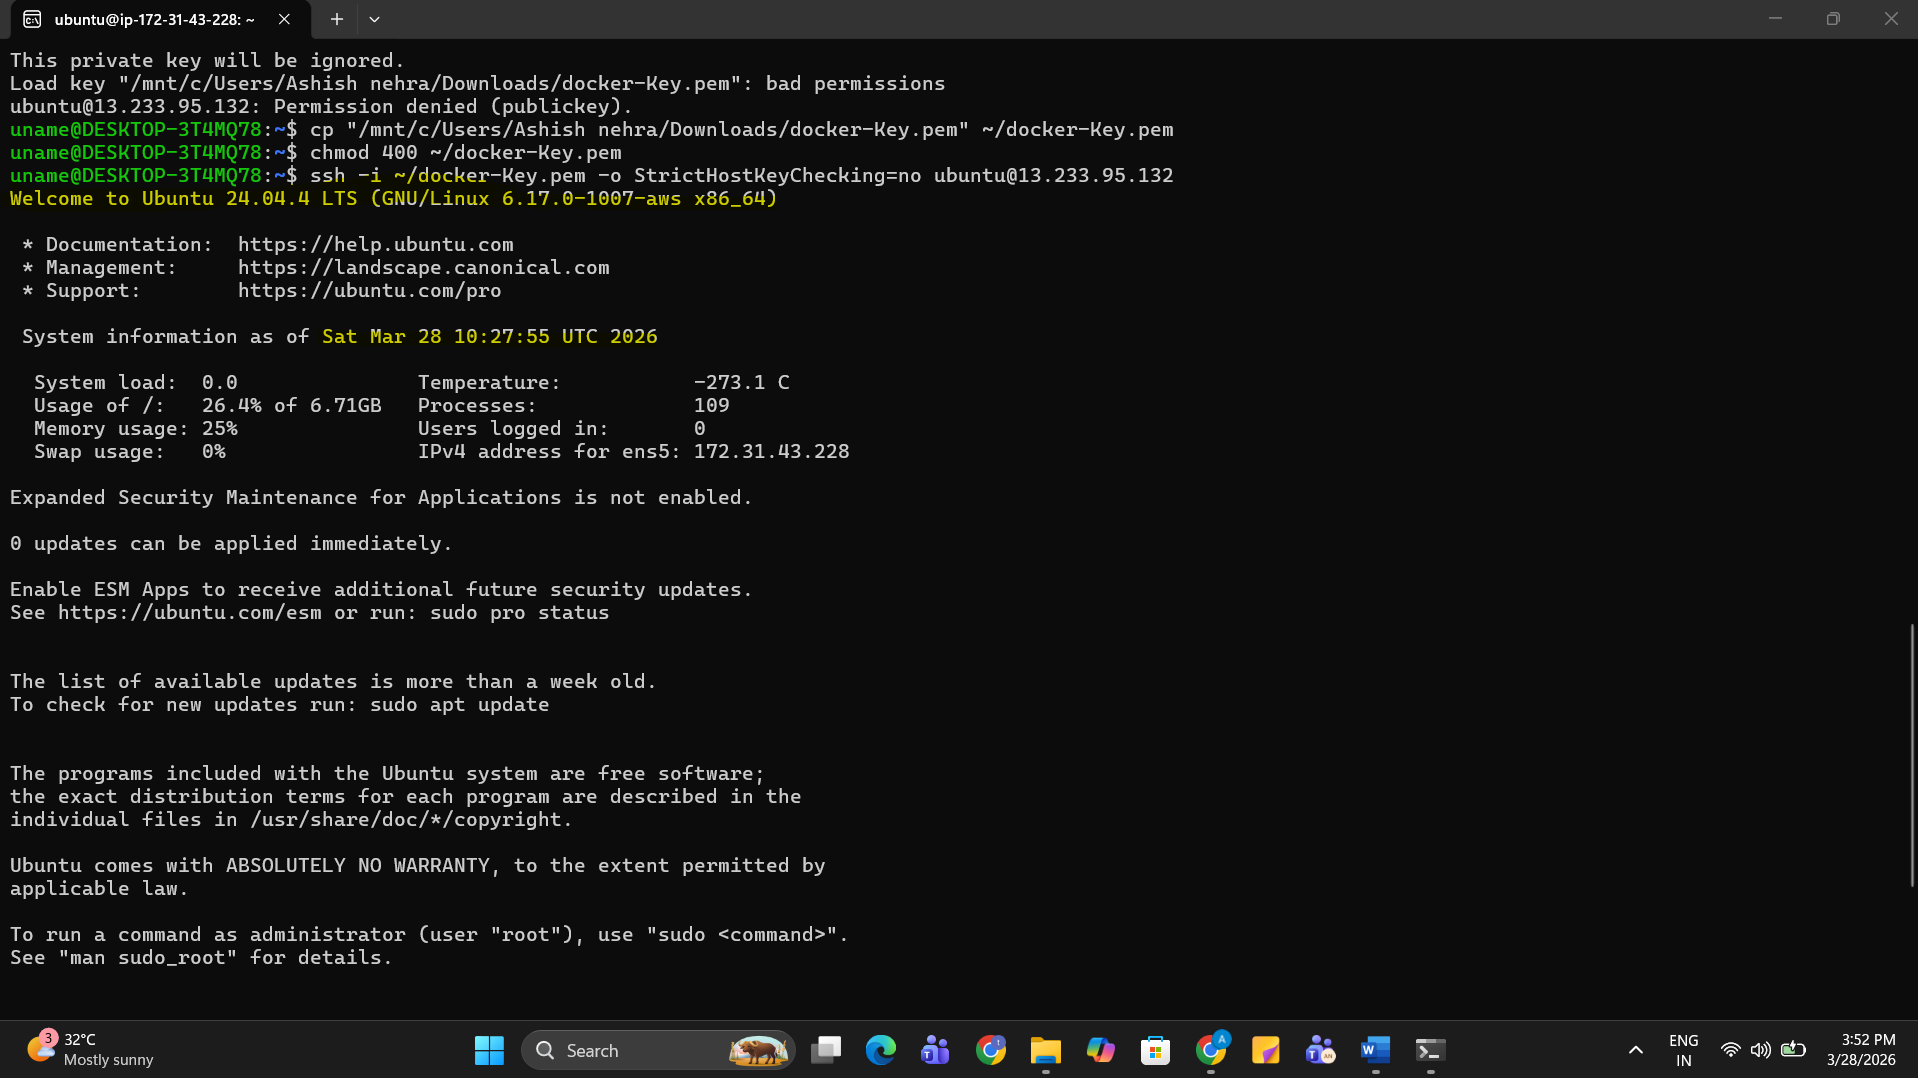 ubuntu@ip-172-31-43-228: ~
This private key will be ignored.
Load key "/mnt/c/Users/Ashish nehra/Downloads/docker-Key.pem": bad permissions
ubuntu@13.233.95.132: Permission denied (publickey).
uname@DESKTOP-3T4MQ78:~$ cp "/mnt/c/Users/Ashish nehra/Downloads/docker-Key.pem" ~/docker-Key.pem
uname@DESKTOP-3T4MQ78:~$ chmod 400 ~/docker-Key.pem
uname@DESKTOP-3T4MQ78:~$ ssh -i ~/docker-Key.pem -o StrictHostKeyChecking=no ubuntu@13.233.95.132
Welcome to Ubuntu 24.04.4 LTS (GNU/Linux 6.17.0-1007-aws x86_64)
* Documentation:  https://help.ubuntu.com
* Management:     https://landscape.canonical.com
* Support:        https://ubuntu.com/pro
System information as of Sat Mar 28 10:27:55 UTC 2026
System load:  0.0               Temperature:           -273.1 C
Usage of /:   26.4% of 6.71GB   Processes:             109
Memory usage: 25%               Users logged in:       0
Swap usage:   0%                IPv4 address for ens5: 172.31.43.228
Expanded Security Maintenance for Applications is not enabled.
0 updates can be applied immediately.
Enable ESM Apps to receive additional future security updates.
See https://ubuntu.com/esm or run: sudo pro status
The list of available updates is more than a week old.
To check for new updates run: sudo apt update
The programs included with the Ubuntu system are free software;
the exact distribution terms for each program are described in the
individual files in /usr/share/doc/*/copyright.
Ubuntu comes with ABSOLUTELY NO WARRANTY, to the extent permitted by
applicable law.
To run a command as administrator (user "root"), use "sudo <command>".
See "man sudo_root" for details.
3
32°C
Mostly sunny
Search
ENG
IN
3:52 PM
3/28/2026